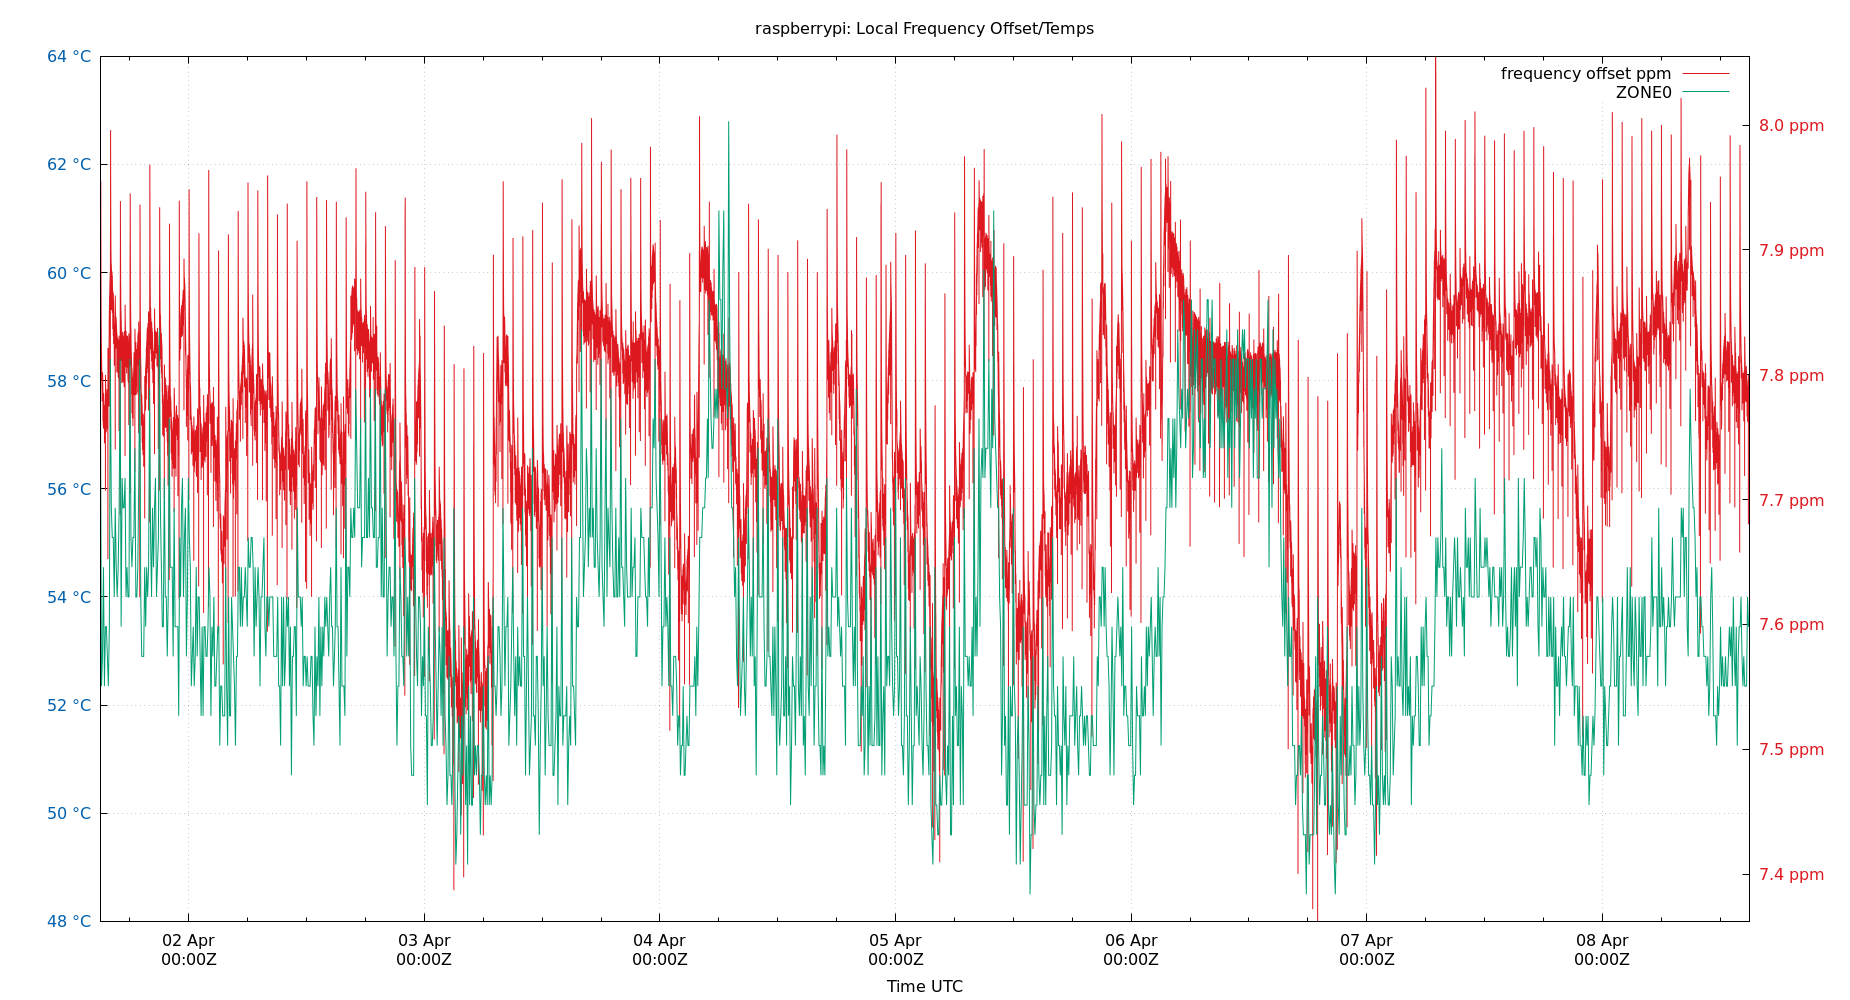 raspberrypi: Local Frequency Offset/Temps
frequency offset ppm
ZONE0
64 °C
62 °C
60 °C
58 °C
56 °C
54 °C
52 °C
50 °C
48 °C
8.0 ppm
7.9 ppm
7.8 ppm
7.7 ppm
7.6 ppm
7.5 ppm
7.4 ppm
02 Apr 03 Apr 04 Apr 05 Apr 06 Apr 07 Apr 08 Apr
00:00Z 00:00Z 00:00Z 00:00Z 00:00Z 00:00Z 00:00Z
Time UTC